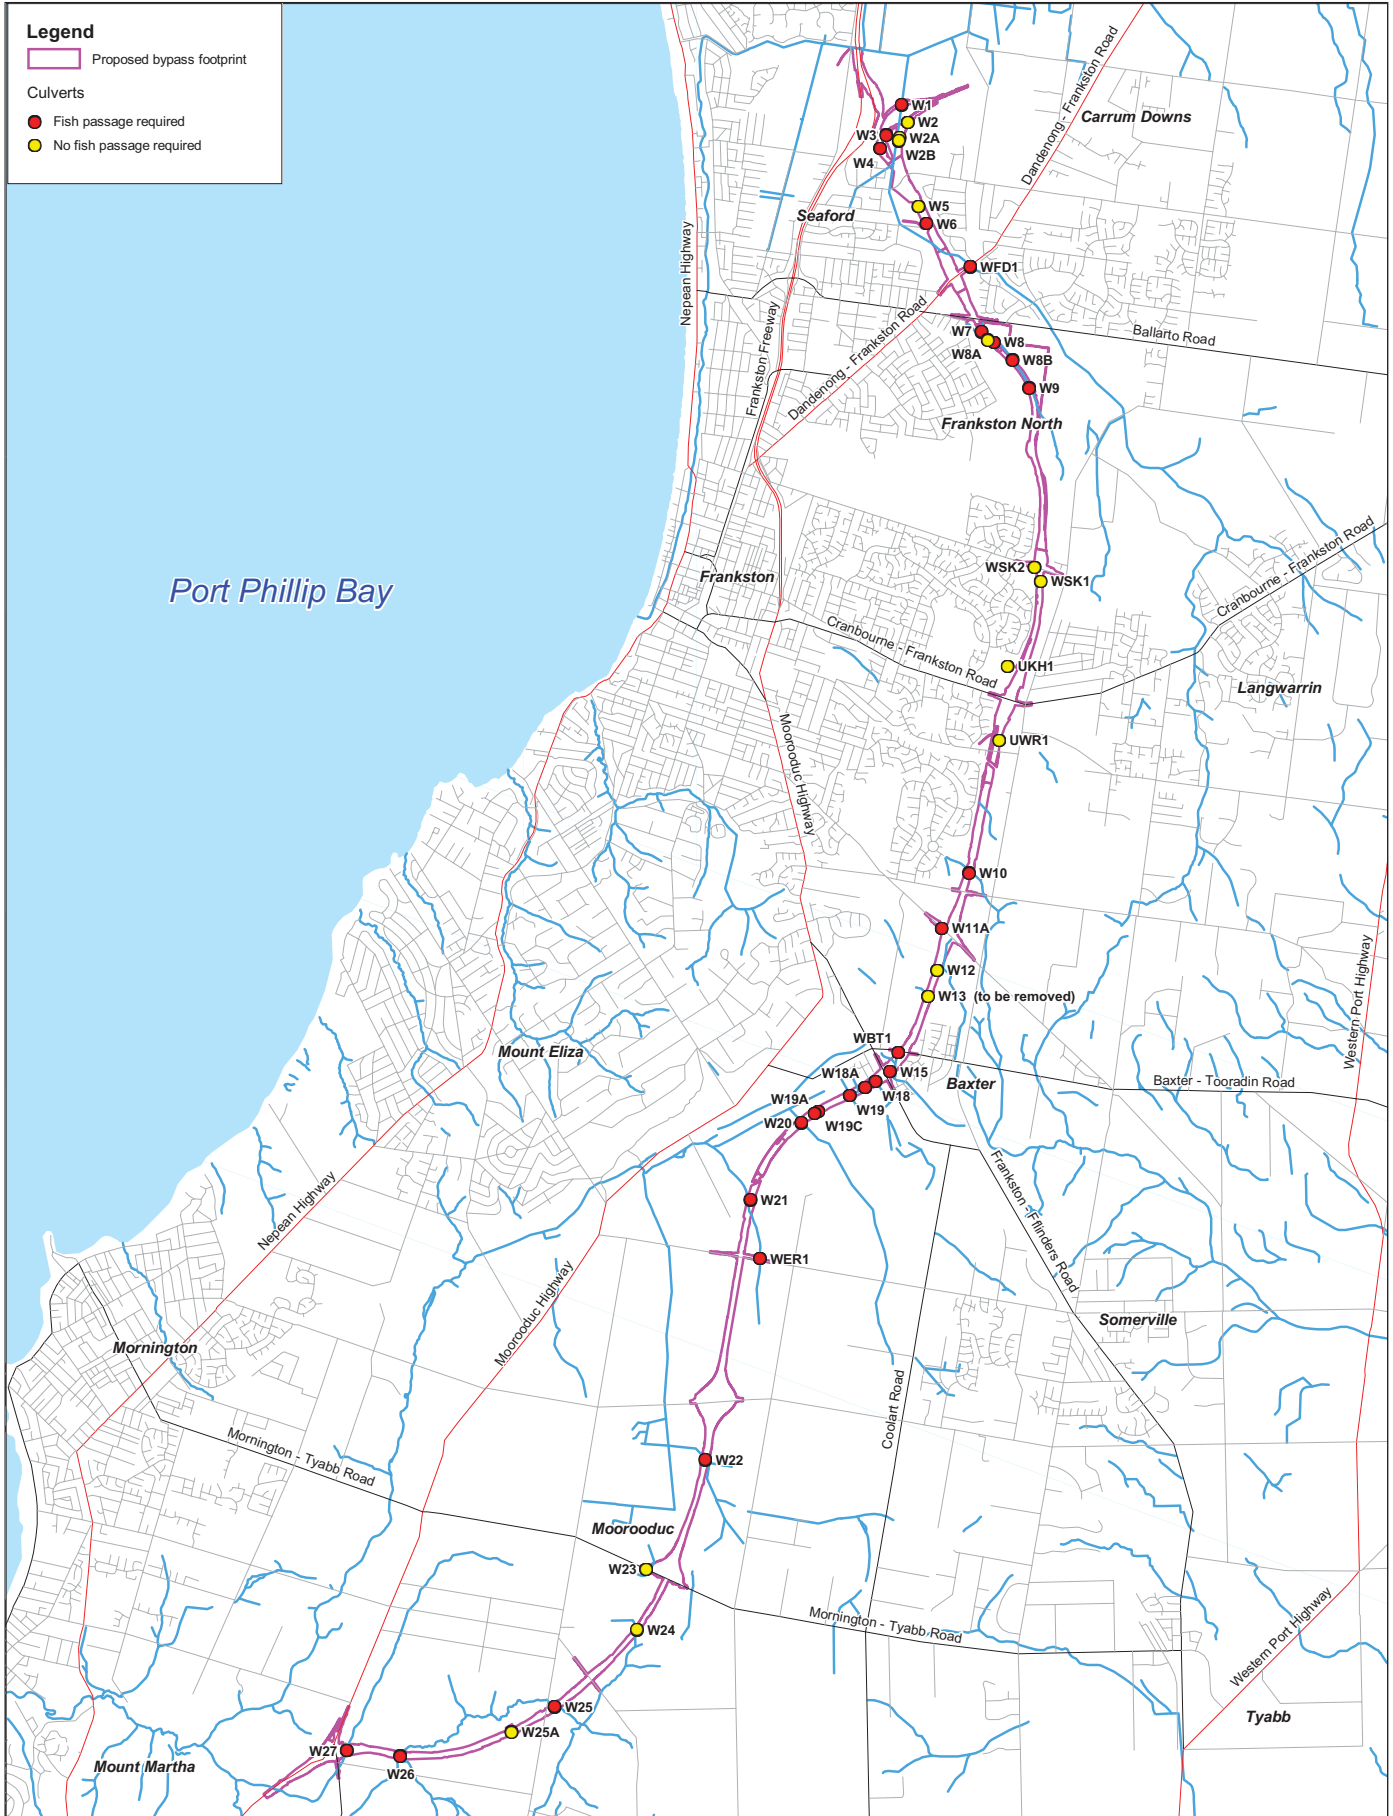 Legend
Proposed bypass footprint
Culverts
Fish passage required
No fish passage required
Dandenong - Frankston Road
Carrum Downs
W1
W2
W3
W2A
W4
W2B
Seaford
W5
W6
Nepean Highway
WFD1
Frankston Freeway
Dandenong - Frankston Road
Ballarto Road
W7
W8
W8A
W8B
W9
Frankston North
Cranbourne - Frankston Road
Port Phillip Bay
Frankston
WSK2
WSK1
Cranbourne - Frankston Road
UKH1
Langwarrin
Moorooduc Highway
UWR1
W10
W11A
Western Port Highway
W12
W13 (to be removed)
WBT1
Mount Eliza
W18A
W15
Baxter
Baxter - Tooradin Road
W19A
W18
W19
W20
W19C
Nepean Highway
Frankston - Fflinders Road
W21
WER1
Moorooduc Highway
Somerville
Mornington
Coolart Road
Mornington - Tyabb Road
W22
Moorooduc
W23
Mornington - Tyabb Road
W24
Western Port Highway
W25
Tyabb
W25A
W27
Mount Martha
W26